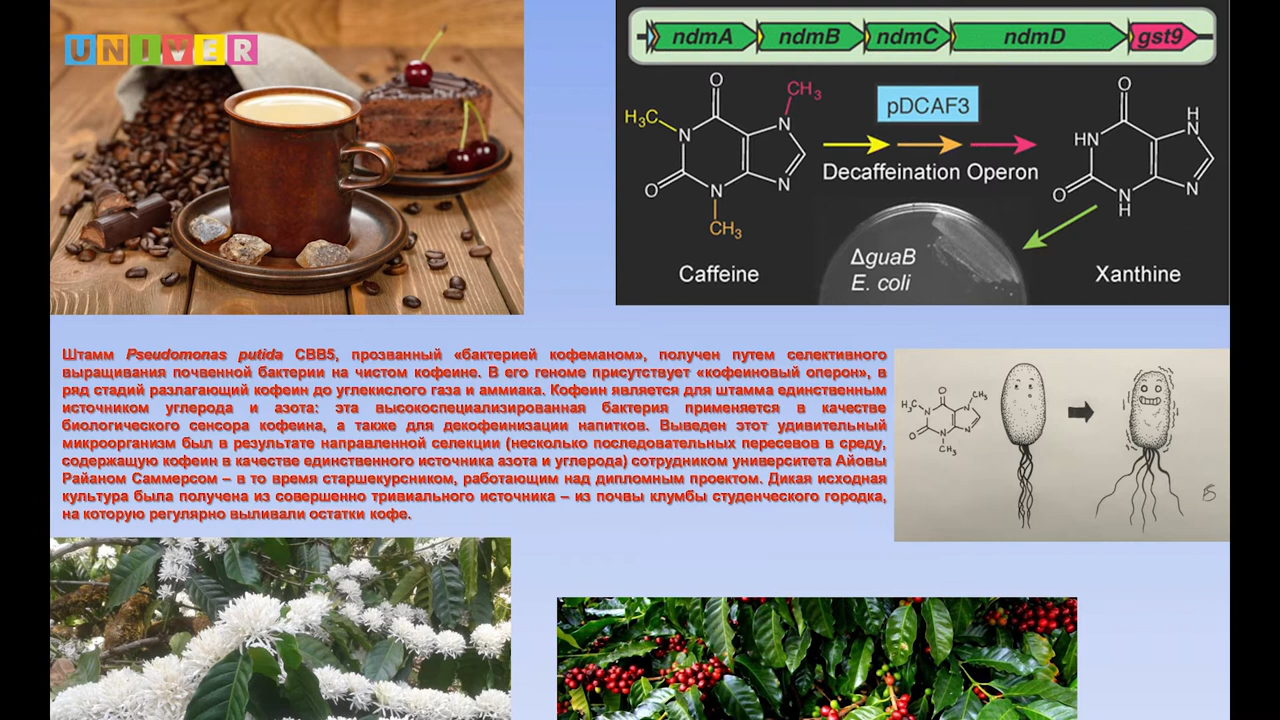 UNIVER
ndmA ndmB ndmC ndmD gst9
O
CH₃
H₃C
N
N
O
N
N
CH₃
Caffeine
pDCAF3
Decaffeination Operon
ΔguaB
E. coli
O
H
N
HN
O
N
H
N
Xanthine
Штамм Pseudomonas putida CBB5, прозванный «бактерией кофеманом», получен путем селективного
выращивания почвенной бактерии на чистом кофеине. В его геноме присутствует «кофеиновый оперон», в
ряд стадий разлагающий кофеин до углекислого газа и аммиака. Кофеин является для штамма единственным
источником углерода и азота: эта высокоспециализированная бактерия применяется в качестве
биологического сенсора кофеина, а также для декофеинизации напитков. Выведен этот удивительный
микроорганизм был в результате направленной селекции (несколько последовательных пересевов в среду,
содержащую кофеин в качестве единственного источника азота и углерода) сотрудником университета Айовы
Райаном Саммерсом – в то время старшекурсником, работающим над дипломным проектом. Дикая исходная
культура была получена из совершенно тривиального источника – из почвы клумбы студенческого городка,
на которую регулярно выливали остатки кофе.
O
CH₃
H₃C
N
N
O
N
N
CH₃